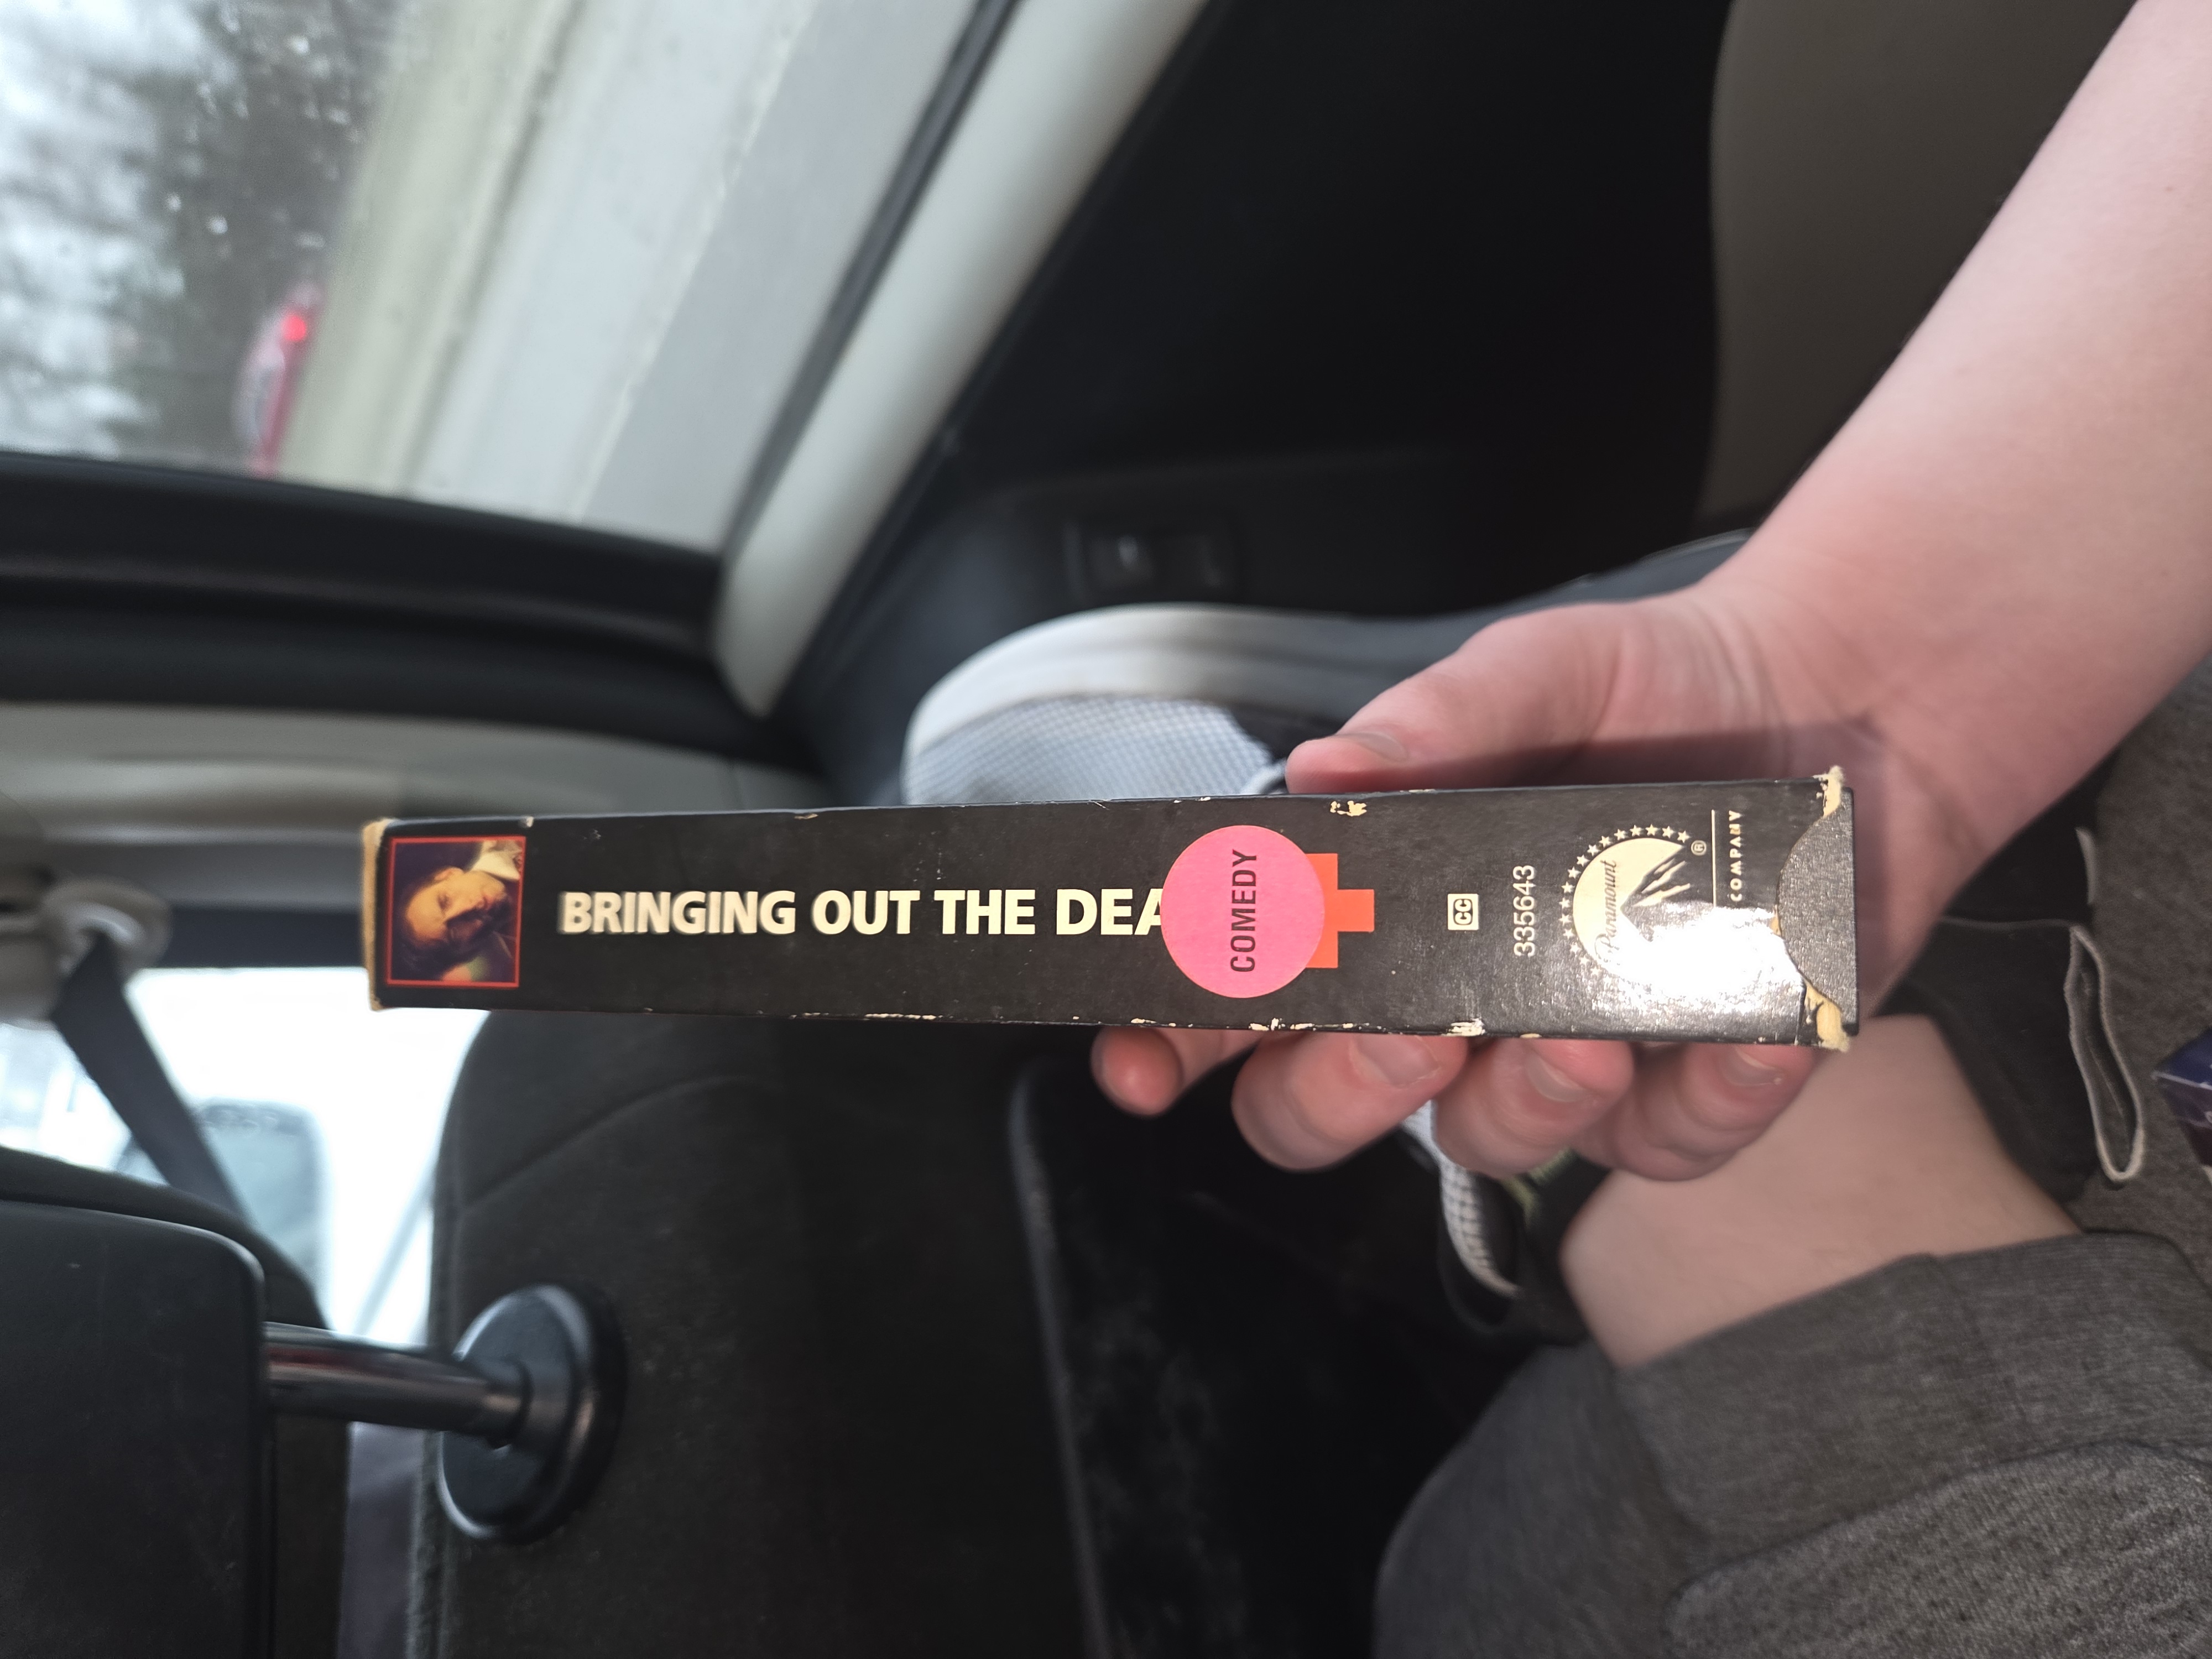 BRINGING OUT THE DEA
COMEDY
CC
335643
Paramount
®
COMPANY